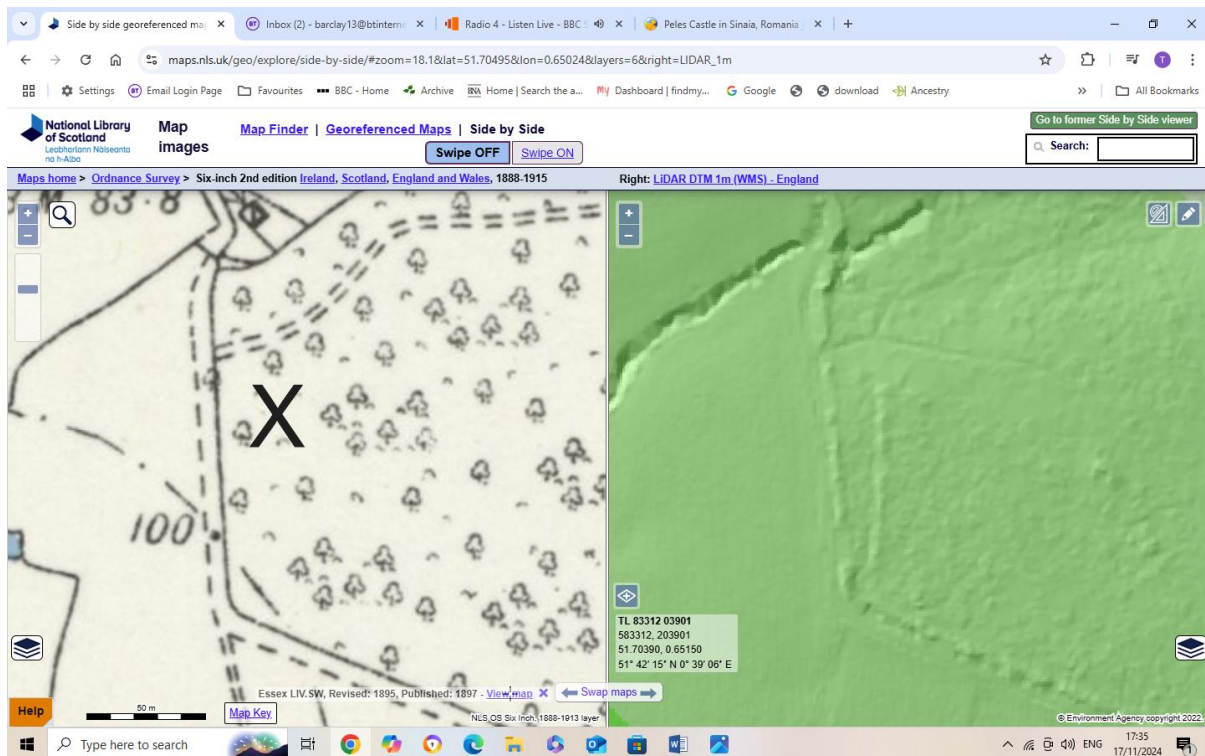 Side by side georeferenced ma
Inbox (2) - barclay13@btintern
Radio 4 - Listen Live - BBC S
Peles Castle in Sinaia, Romania
maps.nls.uk/geo/explore/side-by-side/#zoom=18.1&lat=51.70495&lon=0.65024&layers=6&right=LIDAR_1m
Settings
Email Login Page
Favourites
BBC - Home
Archive
Home | Search the a...
Dashboard | findmy...
Google
download
Ancestry
All Bookmarks
National Library of Scotland
Leabharlann Nàiseanta na h-Alba
Map images
Map Finder | Georeferenced Maps | Side by Side
Swipe OFF Swipe ON
Go to former Side by Side viewer
Search:
Maps home > Ordnance Survey > Six-inch 2nd edition Ireland, Scotland, England and Wales, 1888-1915
Right: LiDAR DTM 1m (WMS) - England
M 83·8
X
100
TL 83312 03901
583312, 203901
51.70390, 0.65150
51° 42' 15" N 0° 39' 06" E
Essex LIV.SW, Revised: 1895, Published: 1897 - View map
Swap maps
Help
50 m
Map Key
NLS OS Six Inch, 1888-1913 layer
© Environment Agency copyright 2022.
Type here to search
ENG
17:35
17/11/2024